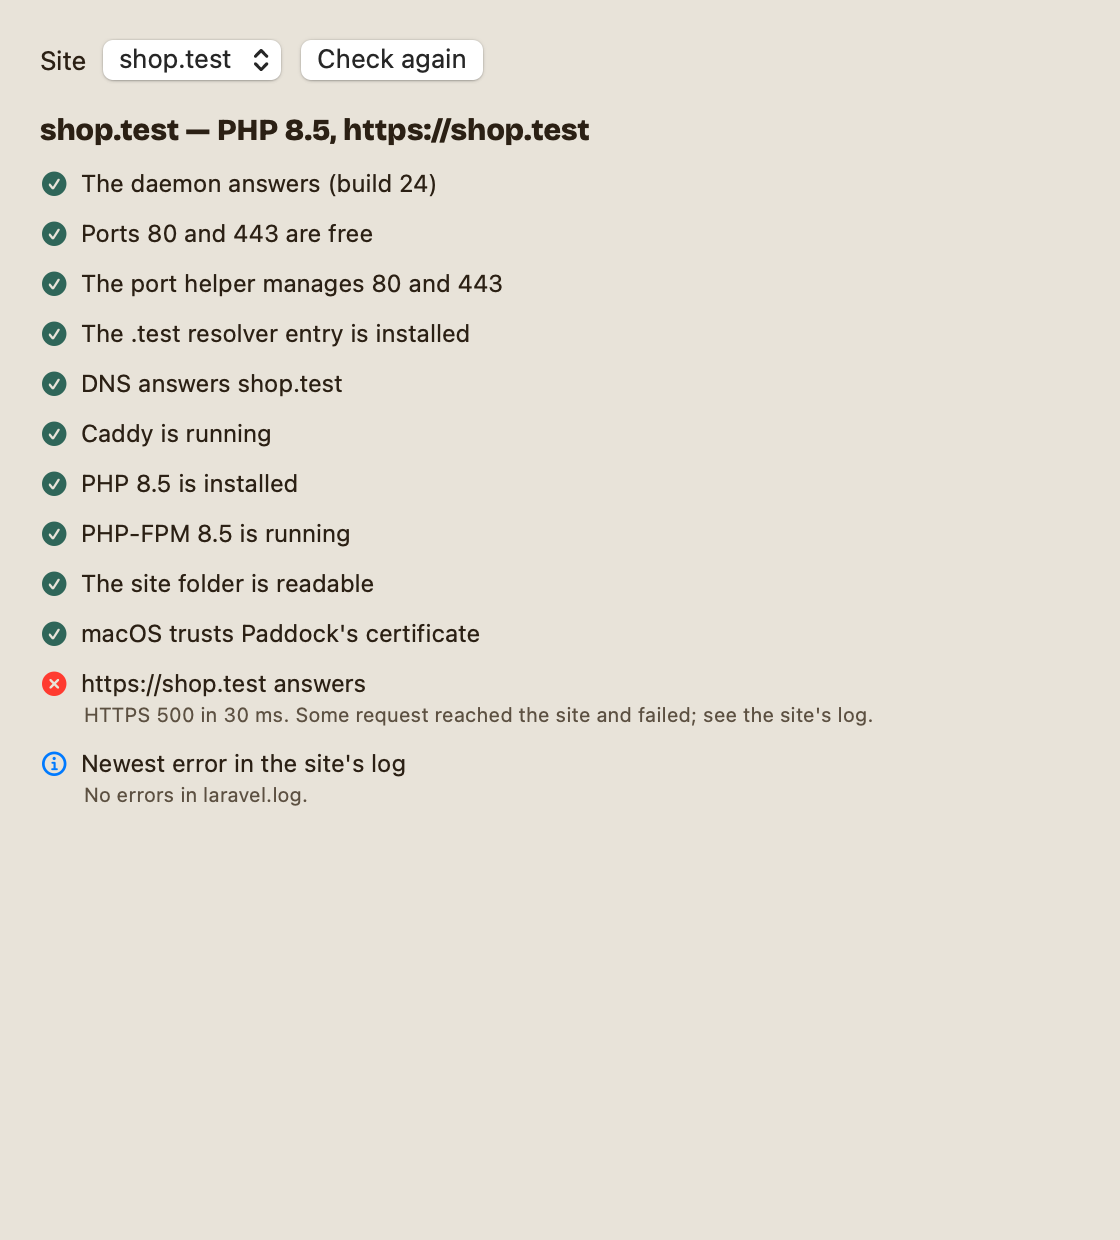 Site shop.test Check again
shop.test — PHP 8.5, https://shop.test
The daemon answers (build 24)
Ports 80 and 443 are free
The port helper manages 80 and 443
The .test resolver entry is installed
DNS answers shop.test
Caddy is running
PHP 8.5 is installed
PHP-FPM 8.5 is running
The site folder is readable
macOS trusts Paddock's certificate
https://shop.test answers
HTTPS 500 in 30 ms. Some request reached the site and failed; see the site's log.
Newest error in the site's log
No errors in laravel.log.